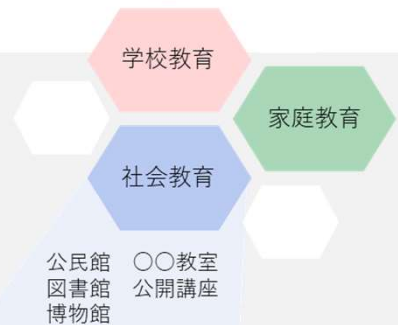 学校教育
家庭教育
社会教育
公民館　〇〇教室
図書館　公開講座
博物館